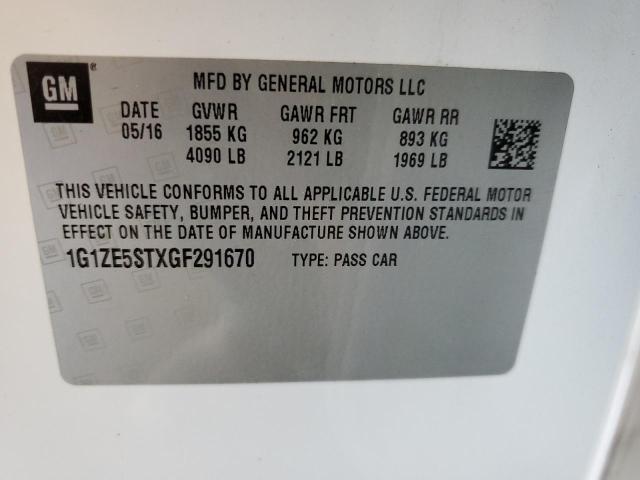 GM ®
MFD BY GENERAL MOTORS LLC
DATE GVWR GAWR FRT GAWR RR
05/16 1855 KG 962 KG 893 KG
4090 LB 2121 LB 1969 LB
THIS VEHICLE CONFORMS TO ALL APPLICABLE U.S. FEDERAL MOTOR
VEHICLE SAFETY, BUMPER, AND THEFT PREVENTION STANDARDS IN
EFFECT ON THE DATE OF MANUFACTURE SHOWN ABOVE.
1G1ZE5STXGF291670 TYPE: PASS CAR